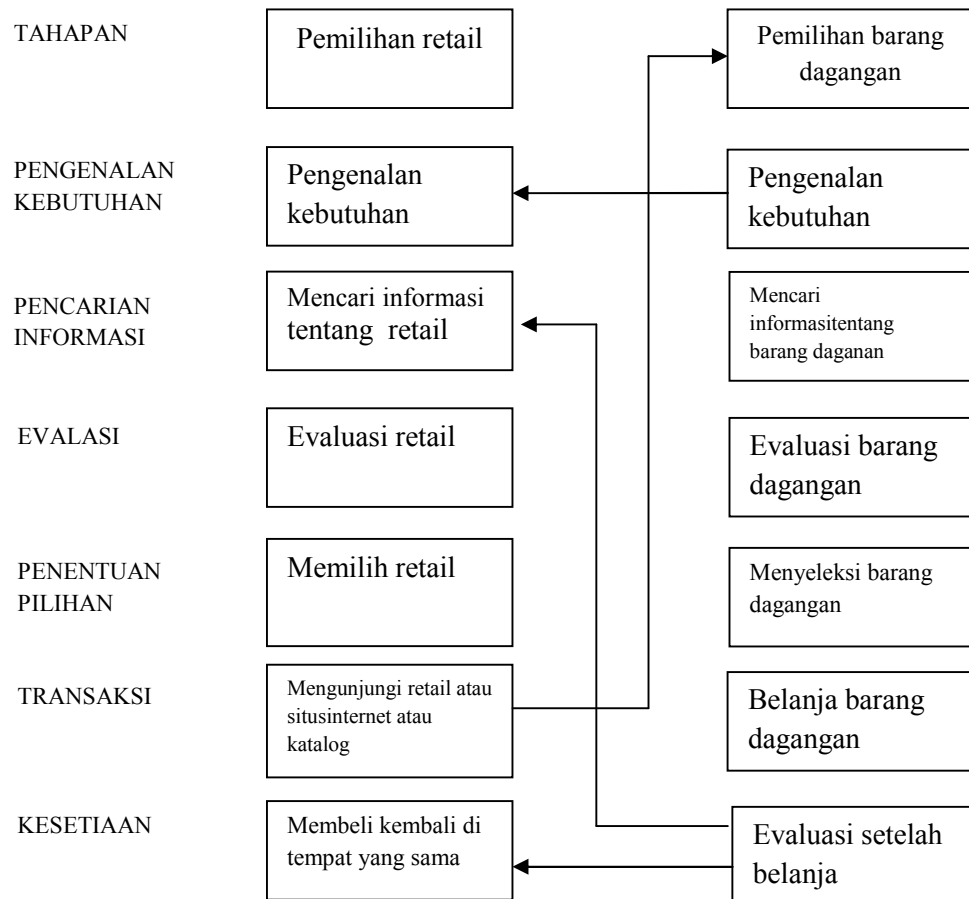 TAHAPAN
Pemilihan retail
Pemilihan barang
dagangan
PENGENALAN
KEBUTUHAN
Pengenalan
kebutuhan
Pengenalan
kebutuhan
PENCARIAN
INFORMASI
Mencari informasi
tentang retail
Mencari
informasitentang
barang daganan
EVALASI
Evaluasi retail
Evaluasi barang
dagangan
PENENTUAN
PILIHAN
Memilih retail
Menyeleksi barang
dagangan
TRANSAKSI
Mengunjungi retail atau
situsinternet atau
katalog
Belanja barang
dagangan
KESETIAAN
Membeli kembali di
tempat yang sama
Evaluasi setelah
belanja